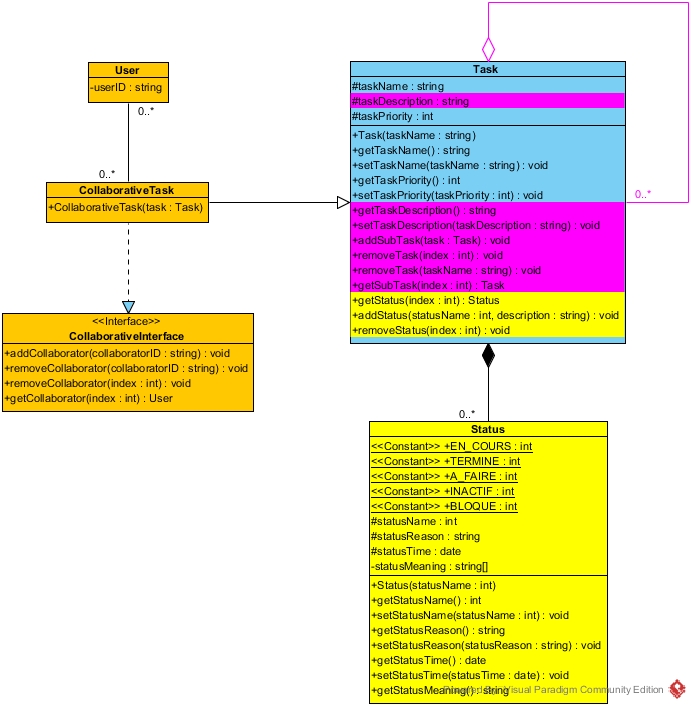 User
-userID : string
0..*
0..*
CollaborativeTask
+CollaborativeTask(task : Task)
<<Interface>>
CollaborativeInterface
+addCollaborator(collaboratorID : string) : void
+removeCollaborator(collaboratorID : string) : void
+removeCollaborator(index : int) : void
+getCollaborator(index : int) : User
Task
#taskName : string
#taskDescription : string
#taskPriority : int
+Task(taskName : string)
+getTaskName() : string
+setTaskName(taskName : string) : void
+getTaskPriority() : int
+setTaskPriority(taskPriority : int) : void
+getTaskDescription() : string
+setTaskDescription(taskDescription : string) : void
+addSubTask(task : Task) : void
+removeTask(index : int) : void
+removeTask(taskName : string) : void
+getSubTask(index : int) : Task
+getStatus(index : int) : Status
+addStatus(statusName : int, description : string) : void
+removeStatus(index : int) : void
0..*
0..*
Status
<<Constant>> +EN_COURS : int
<<Constant>> +TERMINE : int
<<Constant>> +A_FAIRE : int
<<Constant>> +INACTIF : int
<<Constant>> +BLOQUE : int
#statusName : int
#statusReason : string
#statusTime : date
-statusMeaning : string[]
+Status(statusName : int)
+getStatusName() : int
+setStatusName(statusName : int) : void
+getStatusReason() : string
+setStatusReason(statusReason : string) : void
+getStatusTime() : date
+setStatusTime(statusTime : date) : void
+getStatusMeaning() : string
Powered By Visual Paradigm Community Edition